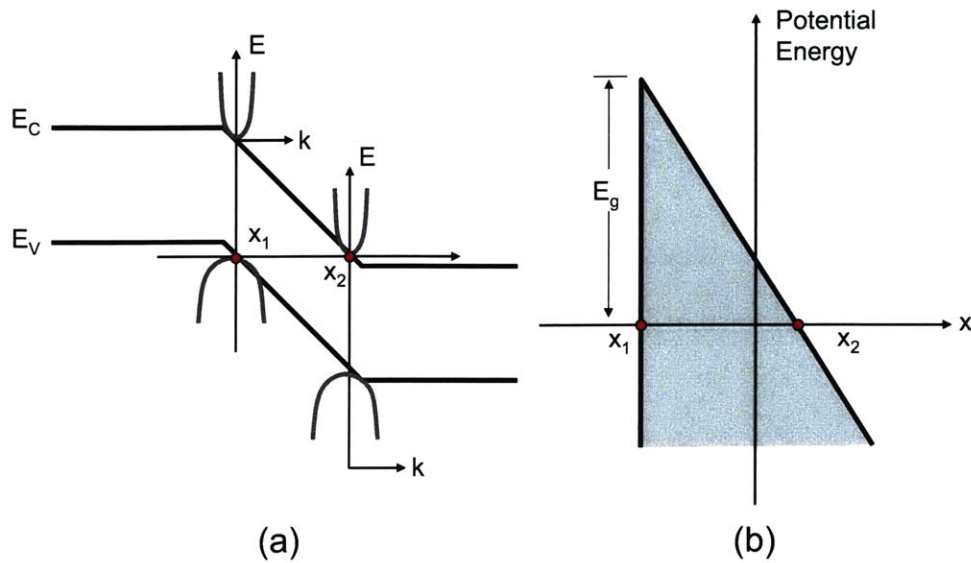 E
E_C
k
E
E_V
x_1
x_2
k
(a)
Potential
Energy
E_g
x_1
x_2
x
(b)